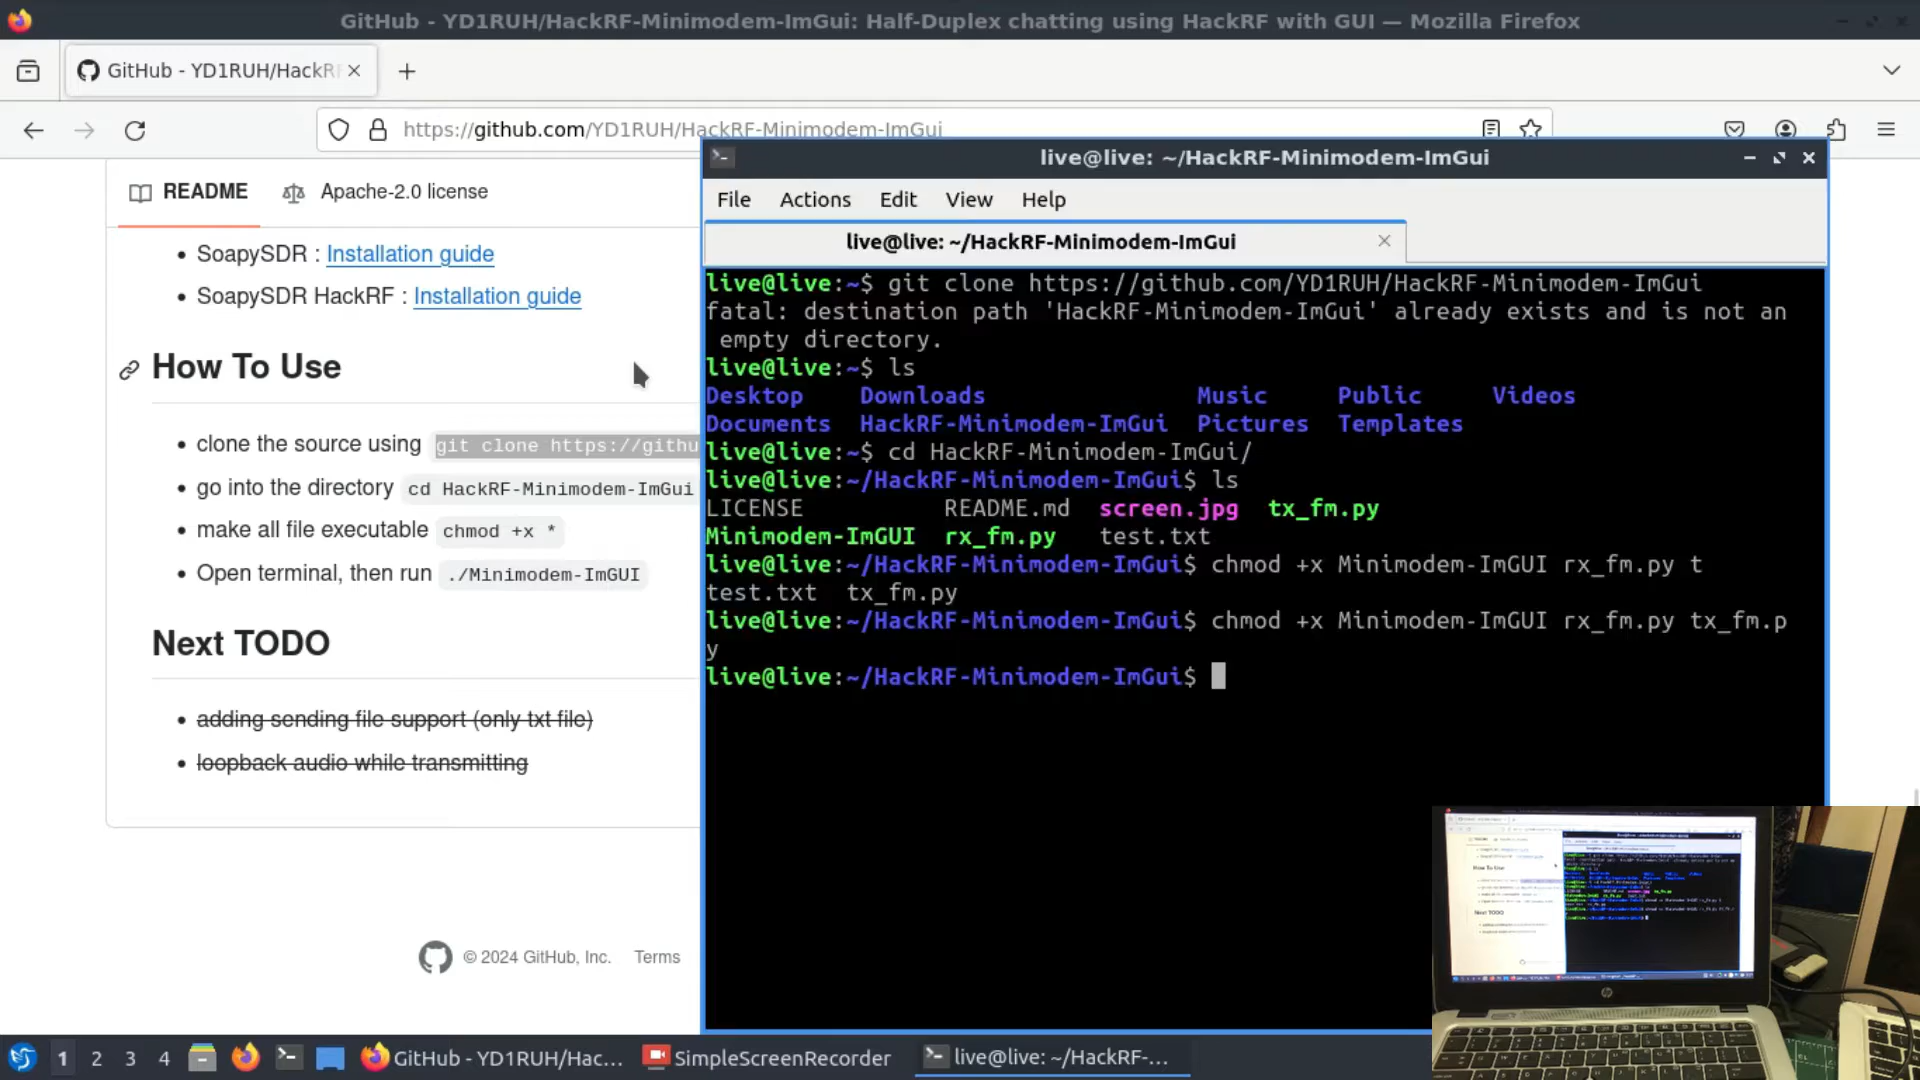 GitHub - YD1RUH/HackRF-Minimodem-ImGui: Half-Duplex chatting using HackRF with GUI — Mozilla Firefox
GitHub - YD1RUH/HackRF
https://github.com/YD1RUH/HackRF-Minimodem-ImGui
README
Apache-2.0 license
SoapySDR : Installation guide
SoapySDR HackRF : Installation guide
How To Use
clone the source using git clone https://githu
go into the directory cd HackRF-Minimodem-ImGui
make all file executable chmod +x *
Open terminal, then run ./Minimodem-ImGUI
Next TODO
adding sending file support (only txt file)
loopback audio while transmitting
© 2024 GitHub, Inc. Terms
live@live: ~/HackRF-Minimodem-ImGui
File Actions Edit View Help
live@live: ~/HackRF-Minimodem-ImGui
live@live:~$ git clone https://github.com/YD1RUH/HackRF-Minimodem-ImGui
fatal: destination path 'HackRF-Minimodem-ImGui' already exists and is not an
empty directory.
live@live:~$ ls
Desktop Downloads Music Public Videos
Documents HackRF-Minimodem-ImGui Pictures Templates
live@live:~$ cd HackRF-Minimodem-ImGui/
live@live:~/HackRF-Minimodem-ImGui$ ls
LICENSE README.md screen.jpg tx_fm.py
Minimodem-ImGUI rx_fm.py test.txt
live@live:~/HackRF-Minimodem-ImGui$ chmod +x Minimodem-ImGUI rx_fm.py t
test.txt tx_fm.py
live@live:~/HackRF-Minimodem-ImGui$ chmod +x Minimodem-ImGUI rx_fm.py tx_fm.p
y
live@live:~/HackRF-Minimodem-ImGui$
How To Use
Next TODO
hp
1 2 3 4 GitHub - YD1RUH/Hac... SimpleScreenRecorder live@live: ~/HackRF-...